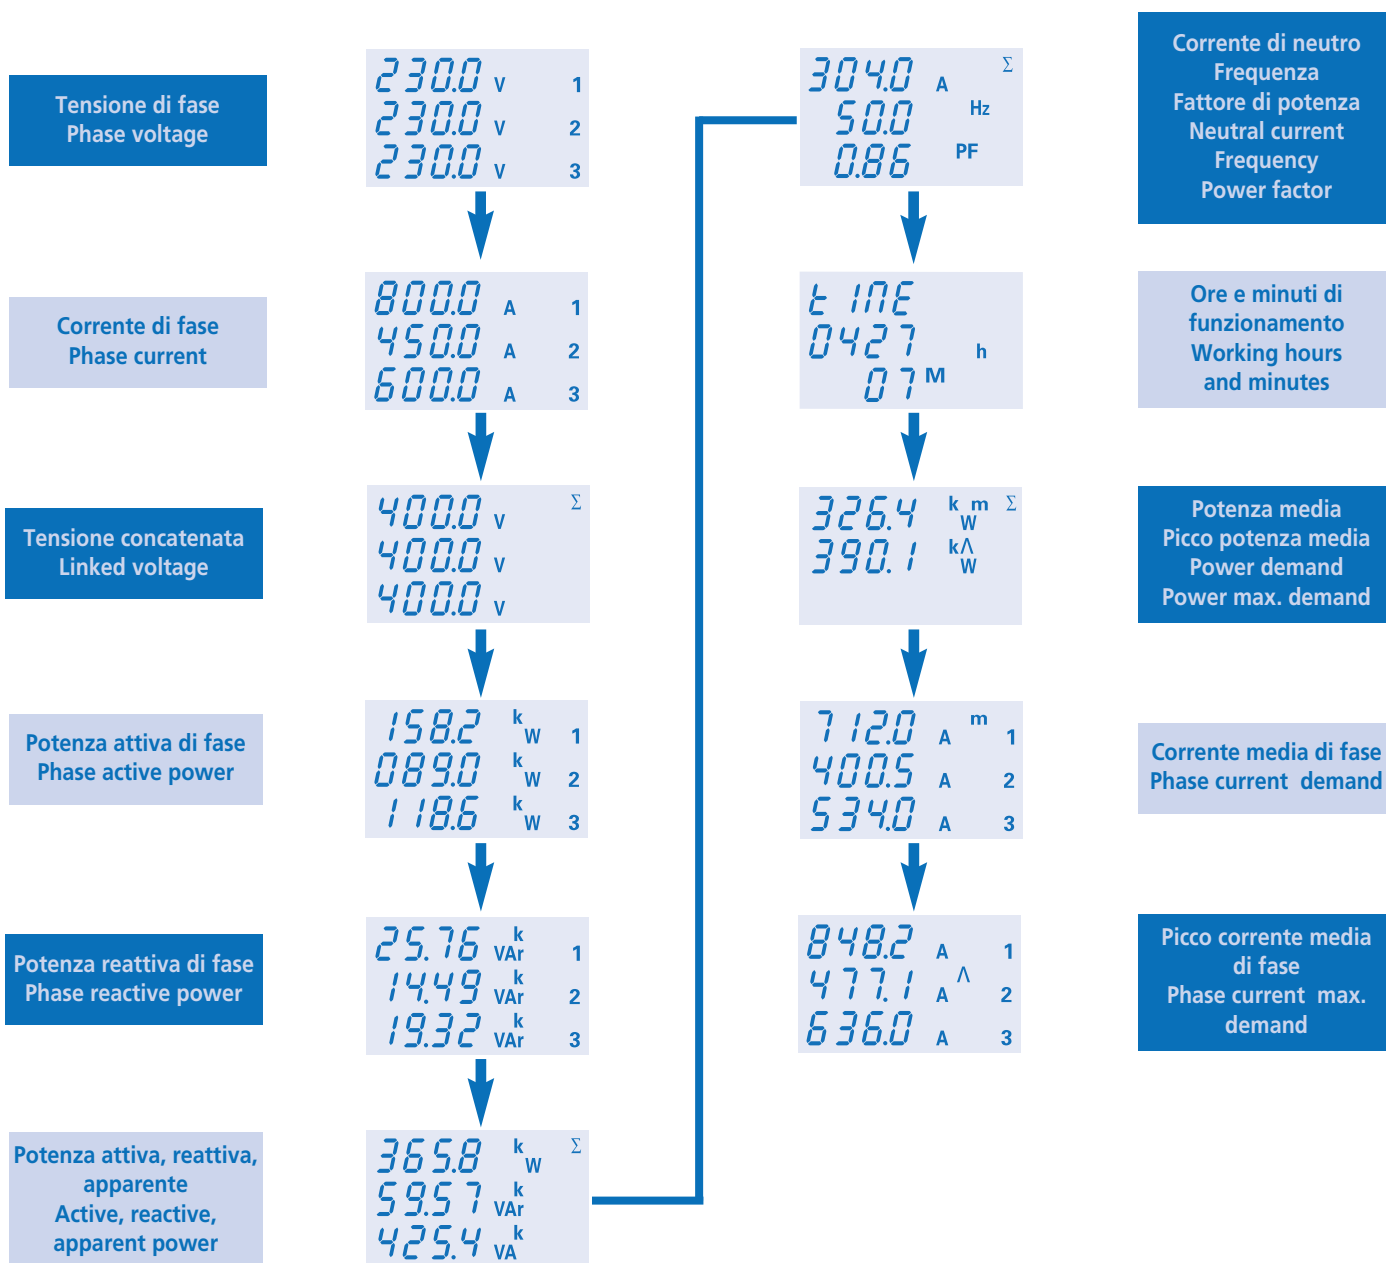 Tensione di fase
Phase voltage
230.0 V 1
230.0 V 2
230.0 V 3
Corrente di fase
Phase current
800.0 A 1
450.0 A 2
600.0 A 3
Tensione concatenata
Linked voltage
400.0 V Σ
400.0 V
400.0 V
Potenza attiva di fase
Phase active power
158.2 kW 1
089.0 kW 2
118.6 kW 3
Potenza reattiva di fase
Phase reactive power
25.76 kVAr 1
14.49 kVAr 2
19.32 kVAr 3
Potenza attiva, reattiva,
apparente
Active, reactive,
apparent power
365.8 kW Σ
59.57 kVAr
425.4 kVA
304.0 A Σ
50.0 Hz
0.86 PF
Corrente di neutro
Frequenza
Fattore di potenza
Neutral current
Frequency
Power factor
tIME
0427 h
07 M
Ore e minuti di
funzionamento
Working hours
and minutes
326.4 kW m Σ
390.1 kW Λ
Potenza media
Picco potenza media
Power demand
Power max. demand
712.0 A m 1
400.5 A 2
534.0 A 3
Corrente media di fase
Phase current demand
848.2 A 1
477.1 A Λ 2
636.0 A 3
Picco corrente media
di fase
Phase current max.
demand